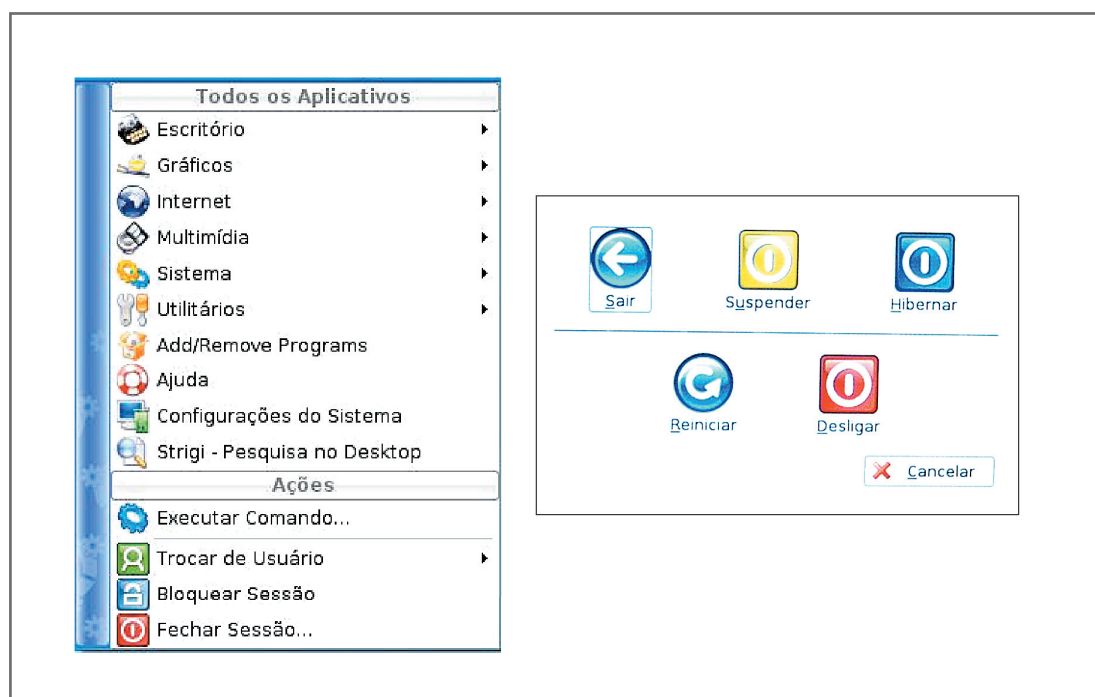 Todos os Aplicativos
Escritório
Gráficos
Internet
Multimídia
Sistema
Utilitários
Add/Remove Programs
Ajuda
Configurações do Sistema
Strigi - Pesquisa no Desktop
Ações
Executar Comando...
Trocar de Usuário
Bloquear Sessão
Fechar Sessão...
Sair
Suspender
Hibernar
Reiniciar
Desligar
Cancelar